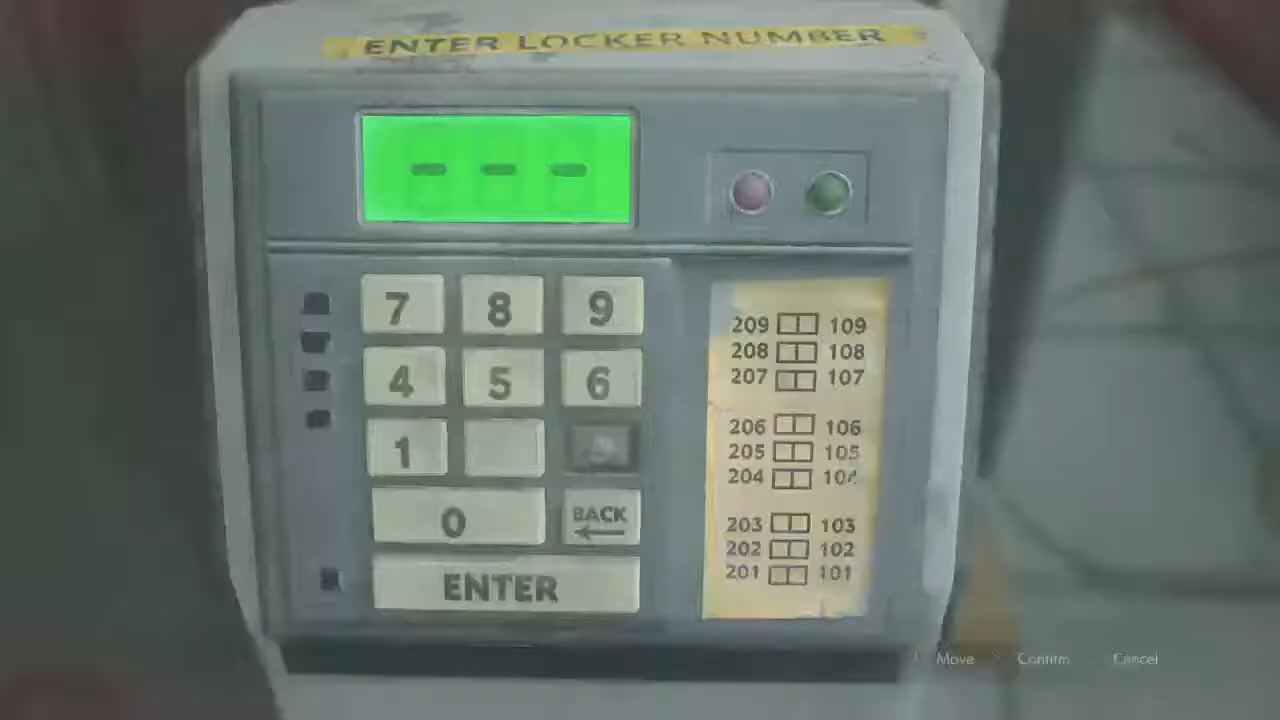 ENTER LOCKER NUMBER
- - -
7 8 9
4 5 6
1
0 BACK
ENTER
209 109
208 108
207 107
206 106
205 105
204 104
203 103
202 102
201 101
Move Confirm Cancel